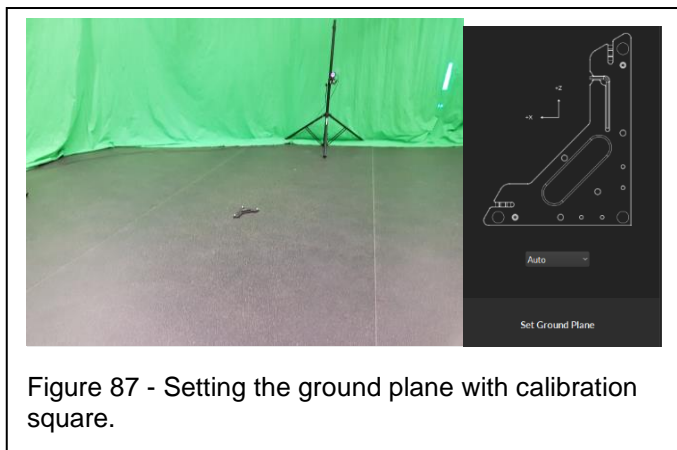 +Z
+X
Auto
Set Ground Plane
Figure 87 - Setting the ground plane with calibration
square.